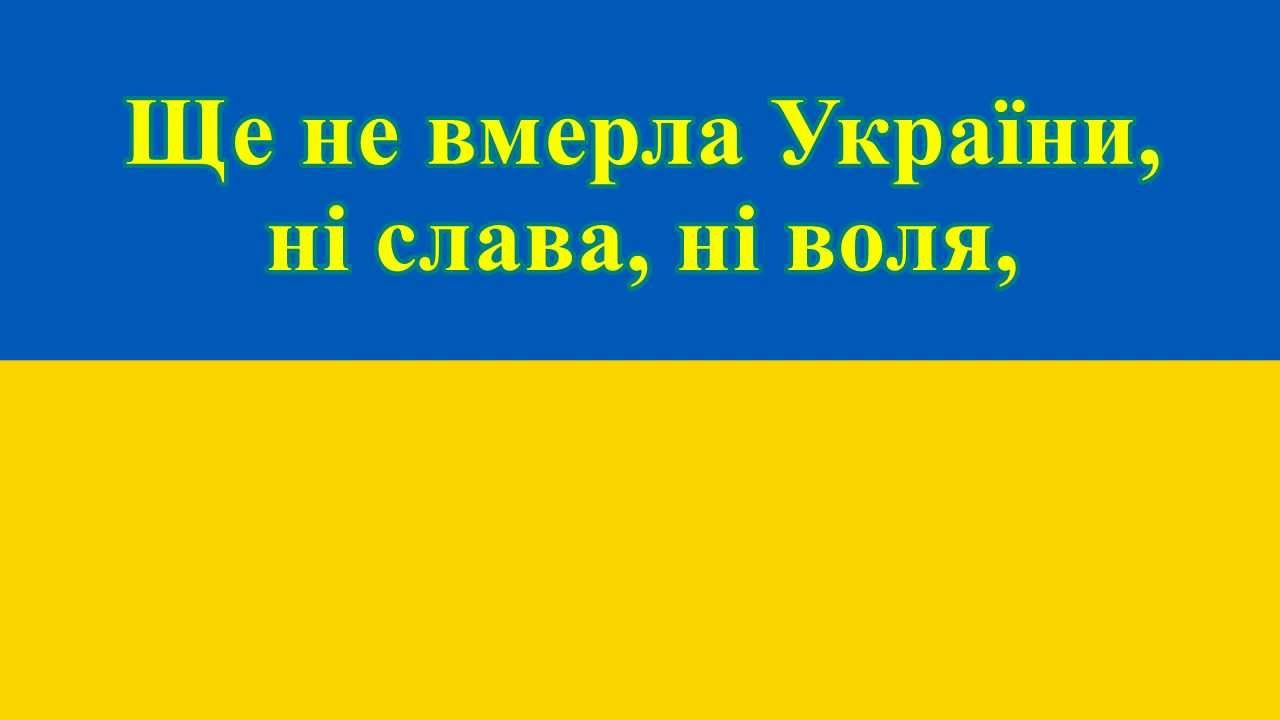 Ще не вмерла України,
ні слава, ні воля,